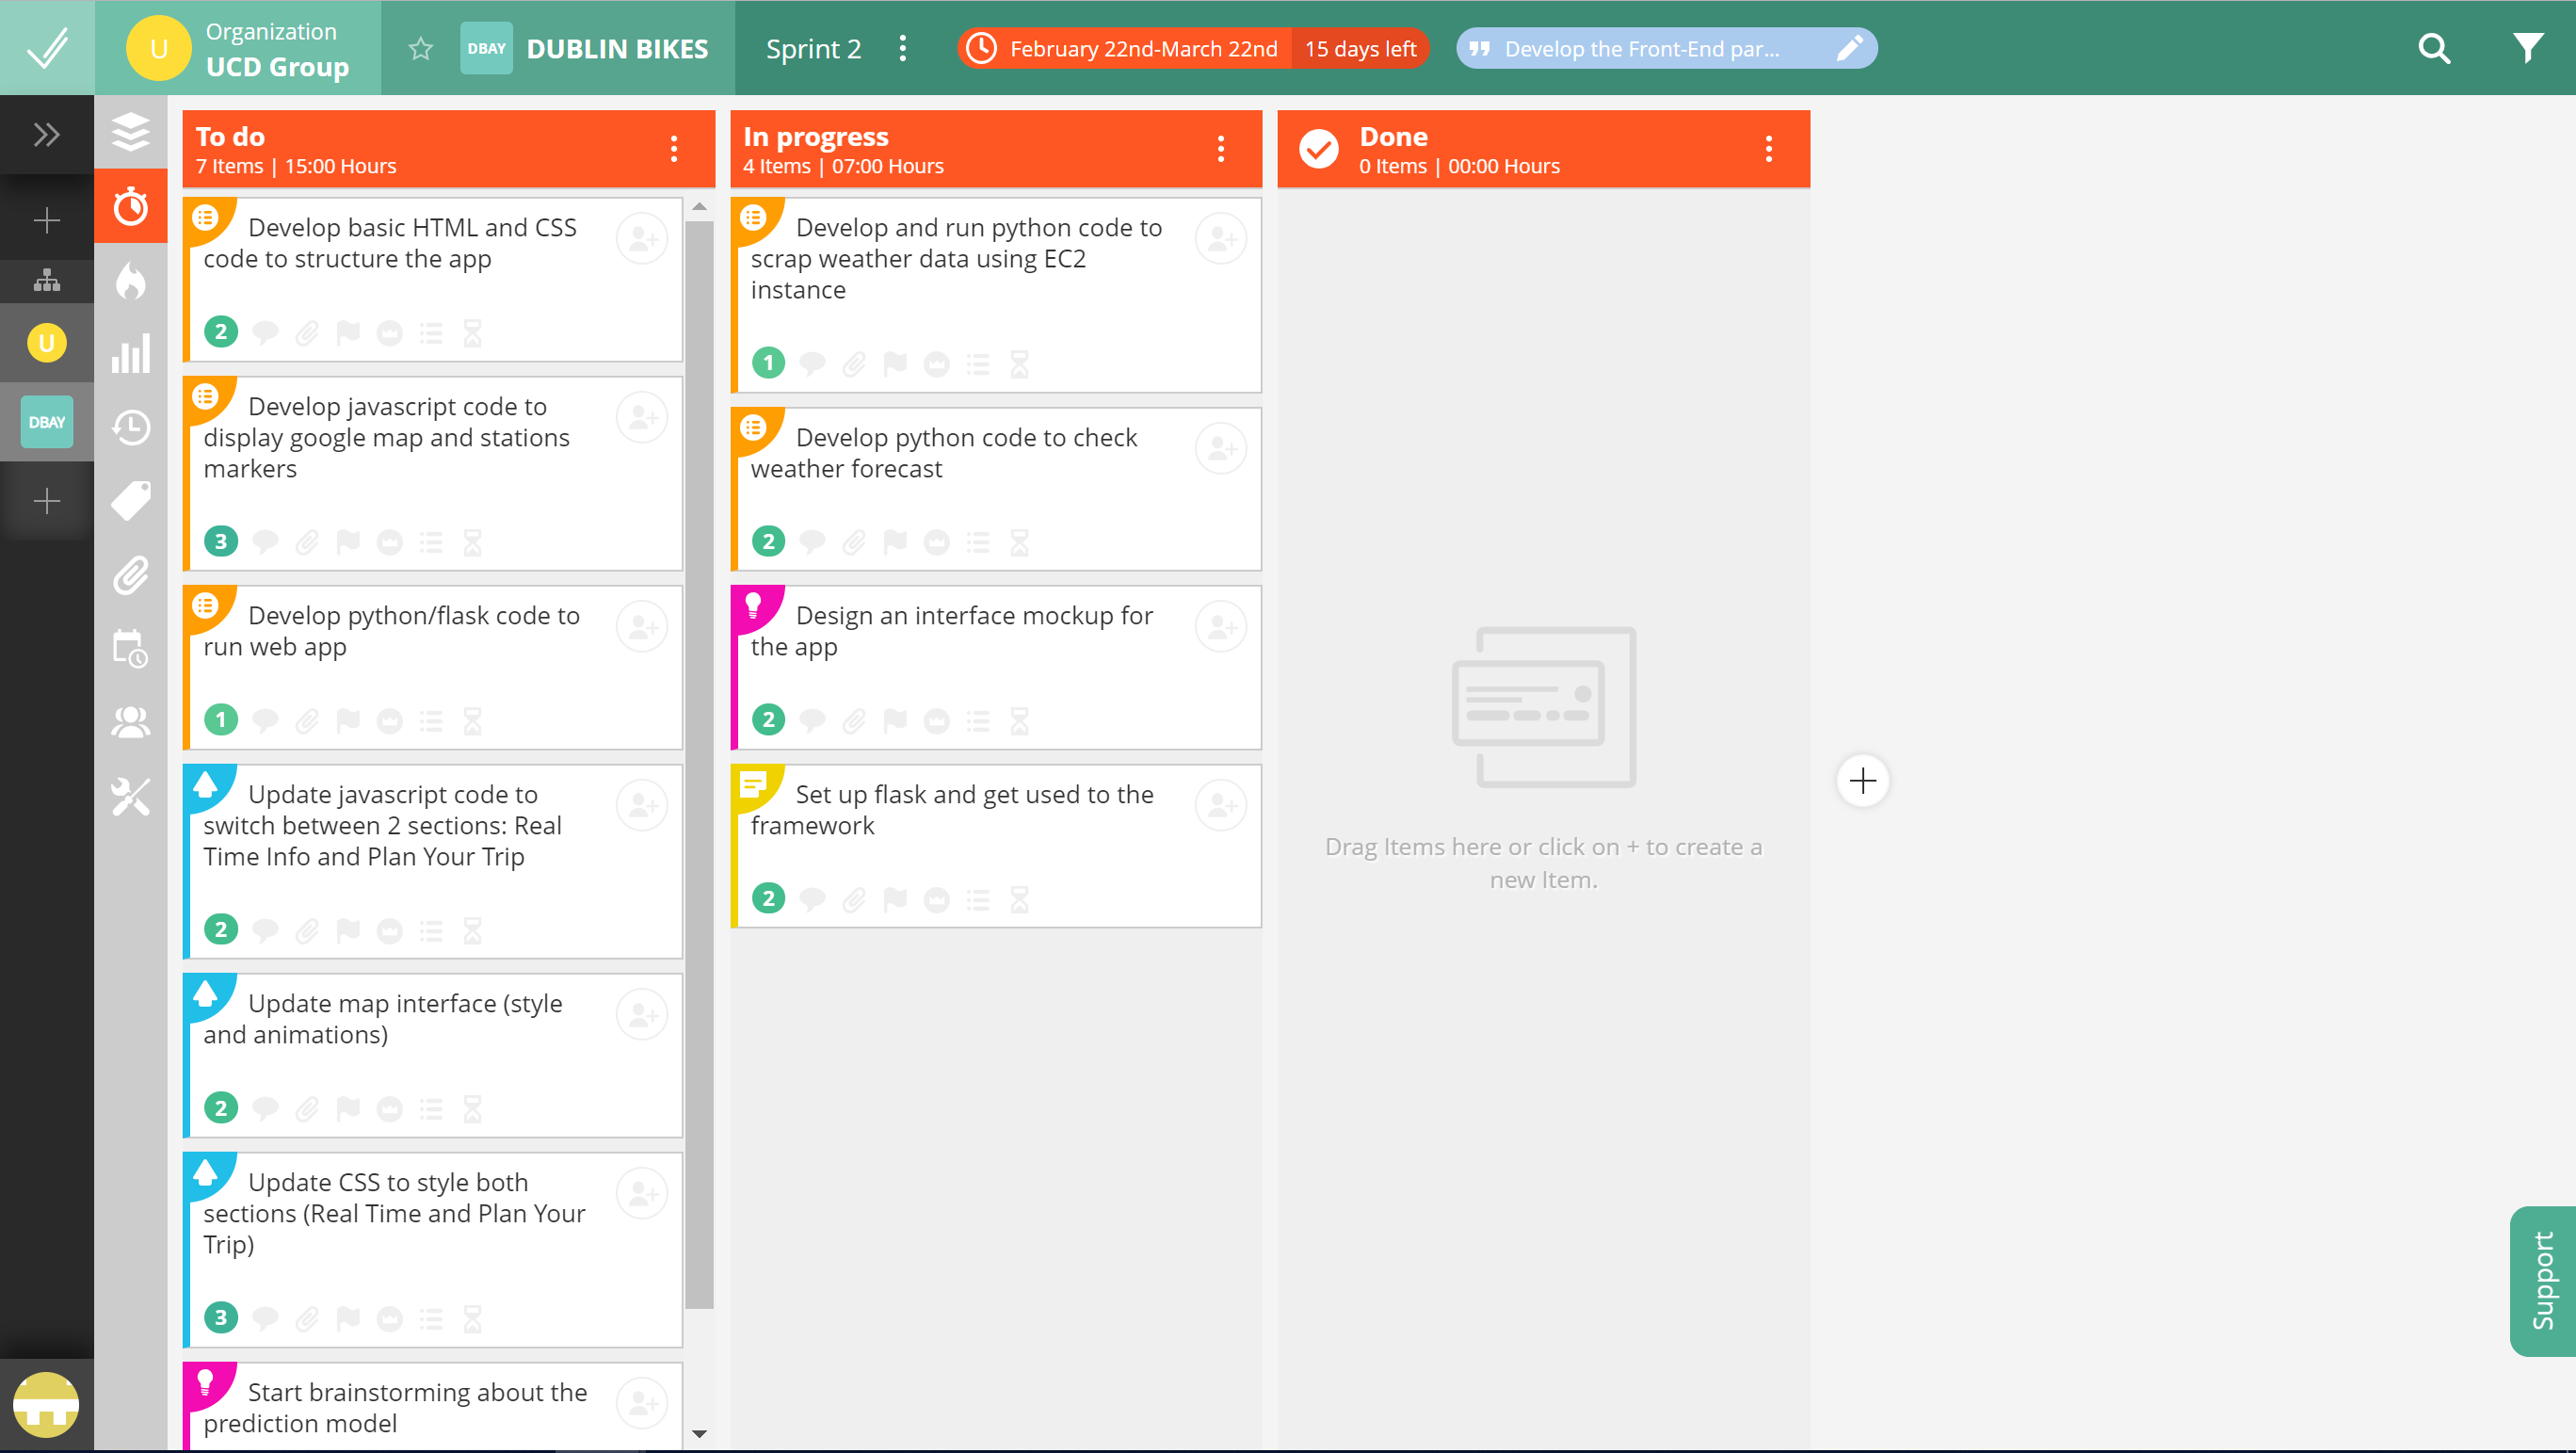 U
Organization
UCD Group
DBAY
DUBLIN BIKES
Sprint 2
February 22nd-March 22nd
15 days left
Develop the Front-End par...
U
DBAY
To do
7 Items | 15:00 Hours
Develop basic HTML and CSS
code to structure the app
2
Develop javascript code to
display google map and stations
markers
3
Develop python/flask code to
run web app
1
Update javascript code to
switch between 2 sections: Real
Time Info and Plan Your Trip
2
Update map interface (style
and animations)
2
Update CSS to style both
sections (Real Time and Plan Your
Trip)
3
Start brainstorming about the
prediction model
In progress
4 Items | 07:00 Hours
Develop and run python code to
scrap weather data using EC2
instance
1
Develop python code to check
weather forecast
2
Design an interface mockup for
the app
2
Set up flask and get used to the
framework
2
Done
0 Items | 00:00 Hours
Drag Items here or click on + to create a
new Item.
Support